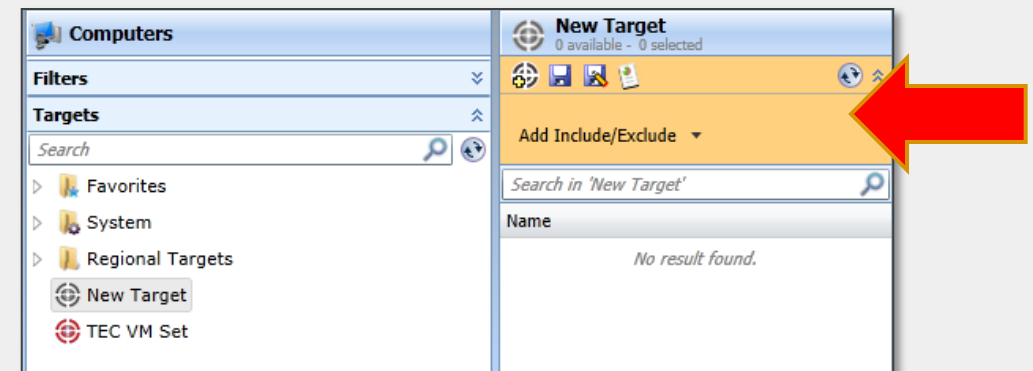 Computers
Filters
Targets
Search
Favorites
System
Regional Targets
New Target
TEC VM Set
New Target
0 available - 0 selected
Add Include/Exclude
Search in 'New Target'
Name
No result found.